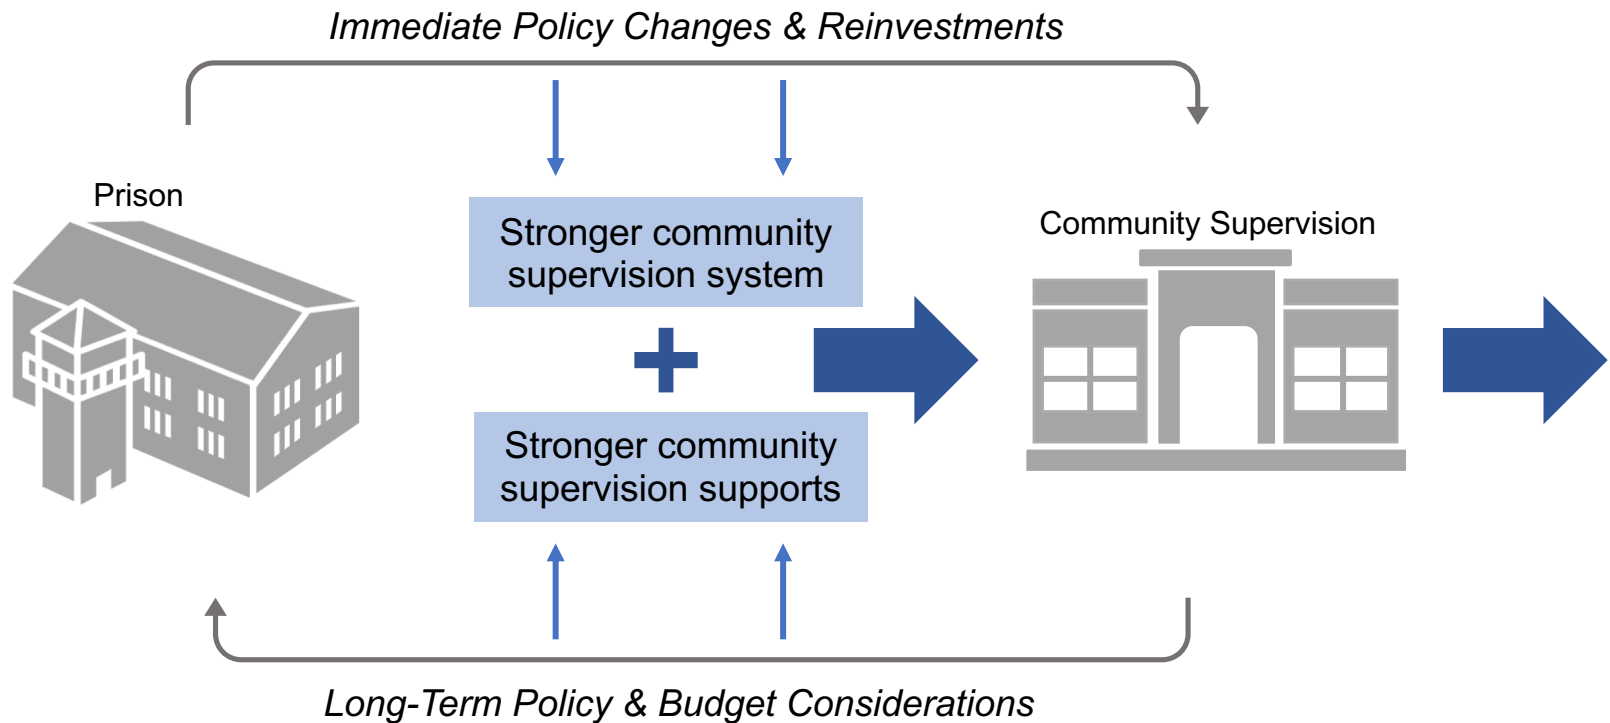 Immediate Policy Changes & Reinvestments
Prison
Stronger community
supervision system
Community Supervision
+
Stronger community
supervision supports
Long-Term Policy & Budget Considerations